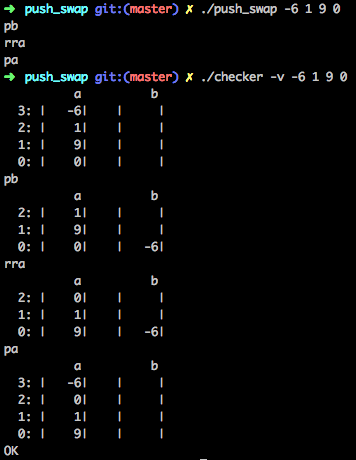 ➜ push_swap git:(master) ✗ ./push_swap -6 1 9 0
pb
rra
pa
➜ push_swap git:(master) ✗ ./checker -v -6 1 9 0
a b
3: | -6| | |
2: | 1| | |
1: | 9| | |
0: | 0| | |
pb
a b
2: | 1| | |
1: | 9| | |
0: | 0| | -6|
rra
a b
2: | 0| | |
1: | 1| | |
0: | 9| | -6|
pa
a b
3: | -6| | |
2: | 0| | |
1: | 1| | |
0: | 9| | |
OK